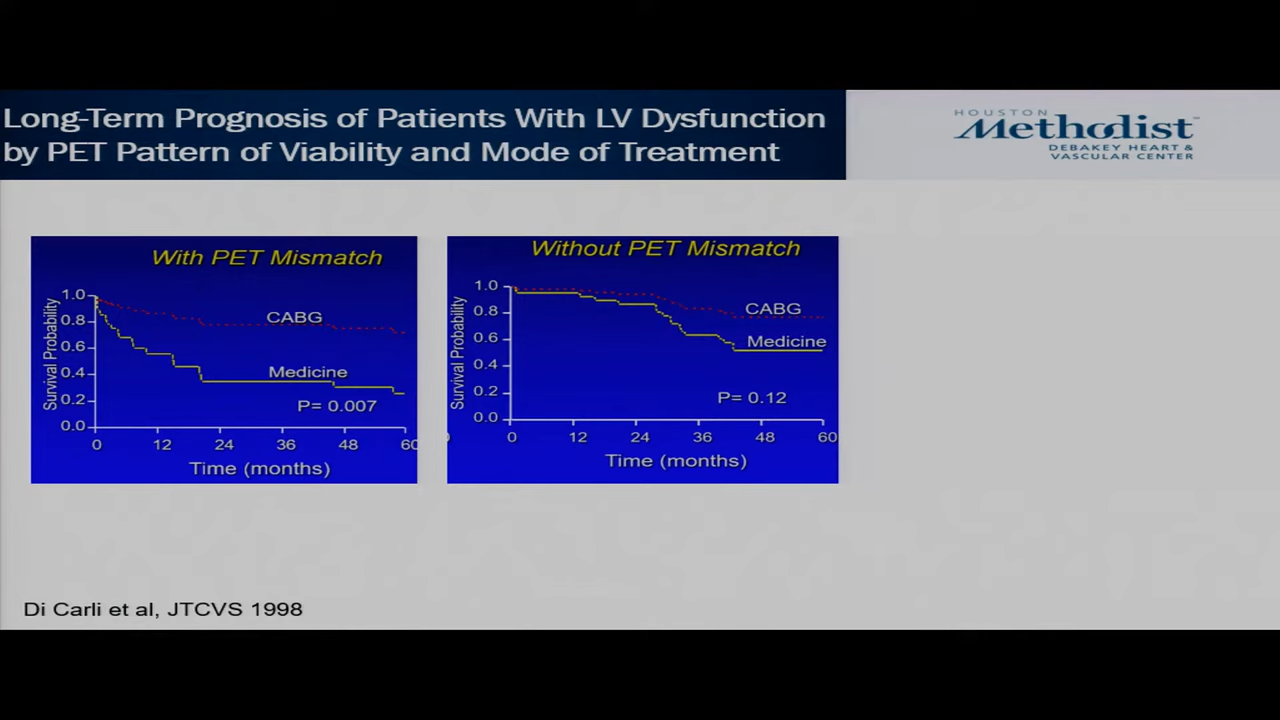 Long-Term Prognosis of Patients With LV Dysfunction
by PET Pattern of Viability and Mode of Treatment
HOUSTON
Methodist
DEBAKEY HEART &
VASCULAR CENTER
With PET Mismatch
Survival Probability
1.0
0.8
0.6
0.4
0.2
0.0
CABG
Medicine
P= 0.007
0 12 24 36 48 60
Time (months)
Without PET Mismatch
Survival Probability
1.0
0.8
0.6
0.4
0.2
0.0
CABG
Medicine
P= 0.12
0 12 24 36 48 60
Time (months)
Di Carli et al, JTCVS 1998